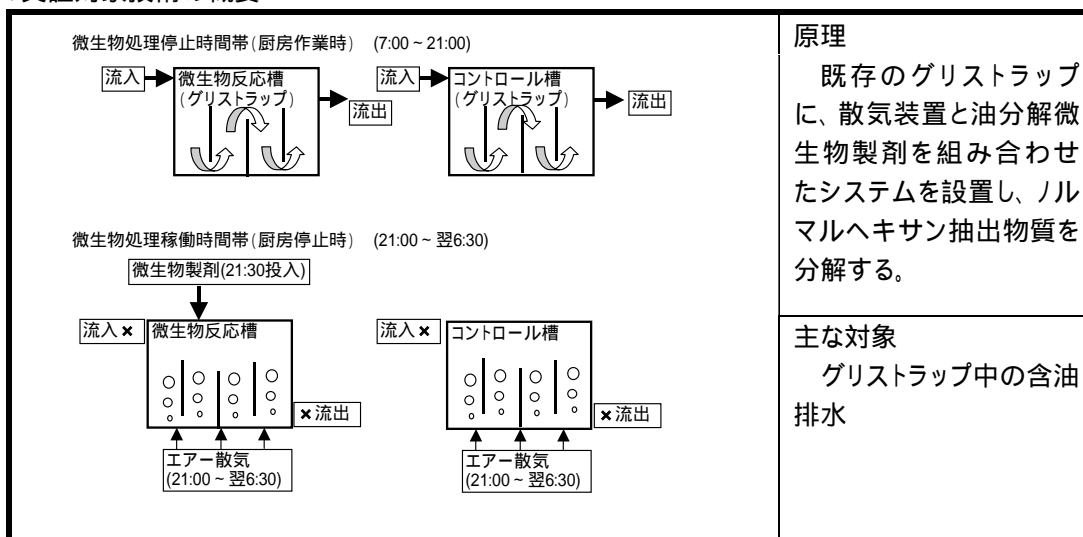 微生物処理停止時間帯(厨房作業時) (7:00~21:00)
流入 微生物反応槽 流入 コントロール槽
(グリストラップ) (グリストラップ)
流出 流出
微生物処理稼働時間帯(厨房停止時) (21:00~翌6:30)
微生物製剤(21:30投入)
流入× 微生物反応槽 流入× コントロール槽
×流出 ×流出
エアー散気 エアー散気
(21:00~翌6:30) (21:00~翌6:30)
原理
既存のグリストラップ
に、散気装置と油分解微
生物製剤を組み合わせ
たシステムを設置し、ノル
マルヘキサン抽出物質を
分解する。
主な対象
グリストラップ中の含油
排水